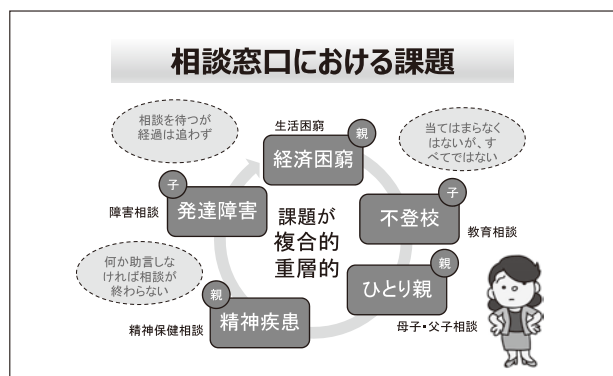 相談窓口における課題
相談を待つが
経過は追わず
生活困窮
親
経済困窮
当てはまらなく
はないが、す
べてではない
子
発達障害
障害相談
課題が
複合的
重層的
子
不登校
教育相談
何か助言しな
ければ相談が
終わらない
親
精神疾患
精神保健相談
親
ひとり親
母子・父子相談